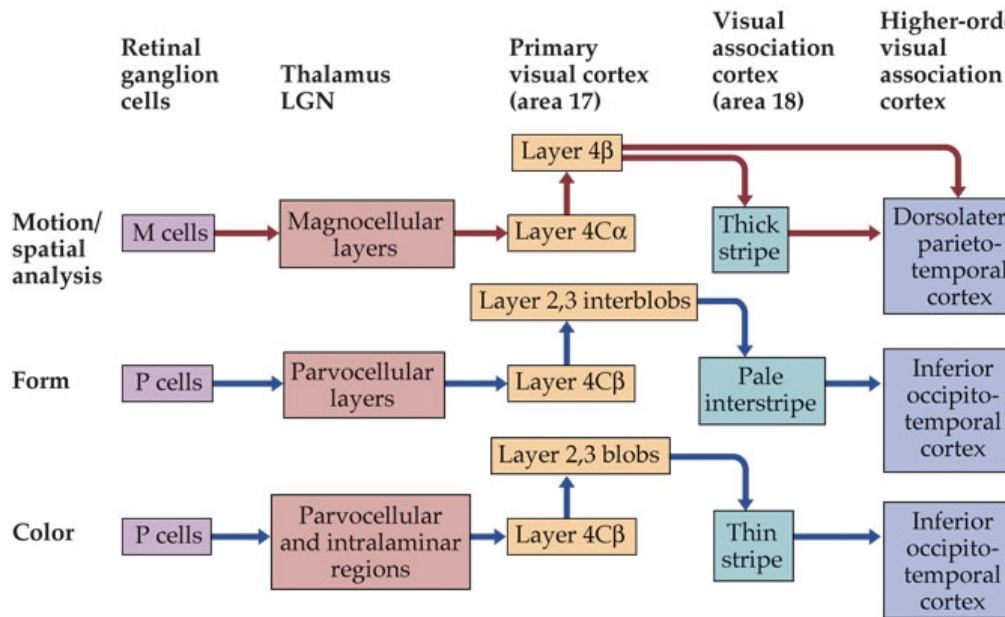 Retinal
ganglion
cells
Thalamus
LGN
Primary
visual cortex
(area 17)
Visual
association
cortex
(area 18)
Higher-ord
visual
association
cortex
Motion/
spatial
analysis
M cells
Magnocellular
layers
Layer 4β
Layer 4Cα
Thick
stripe
Dorsolater
parieto-
temporal
cortex
Form
P cells
Parvocellular
layers
Layer 2,3 interblobs
Layer 4Cβ
Pale
interstripe
Inferior
occipito-
temporal
cortex
Color
P cells
Parvocellular
and intralaminar
regions
Layer 2,3 blobs
Layer 4Cβ
Thin
stripe
Inferior
occipito-
temporal
cortex